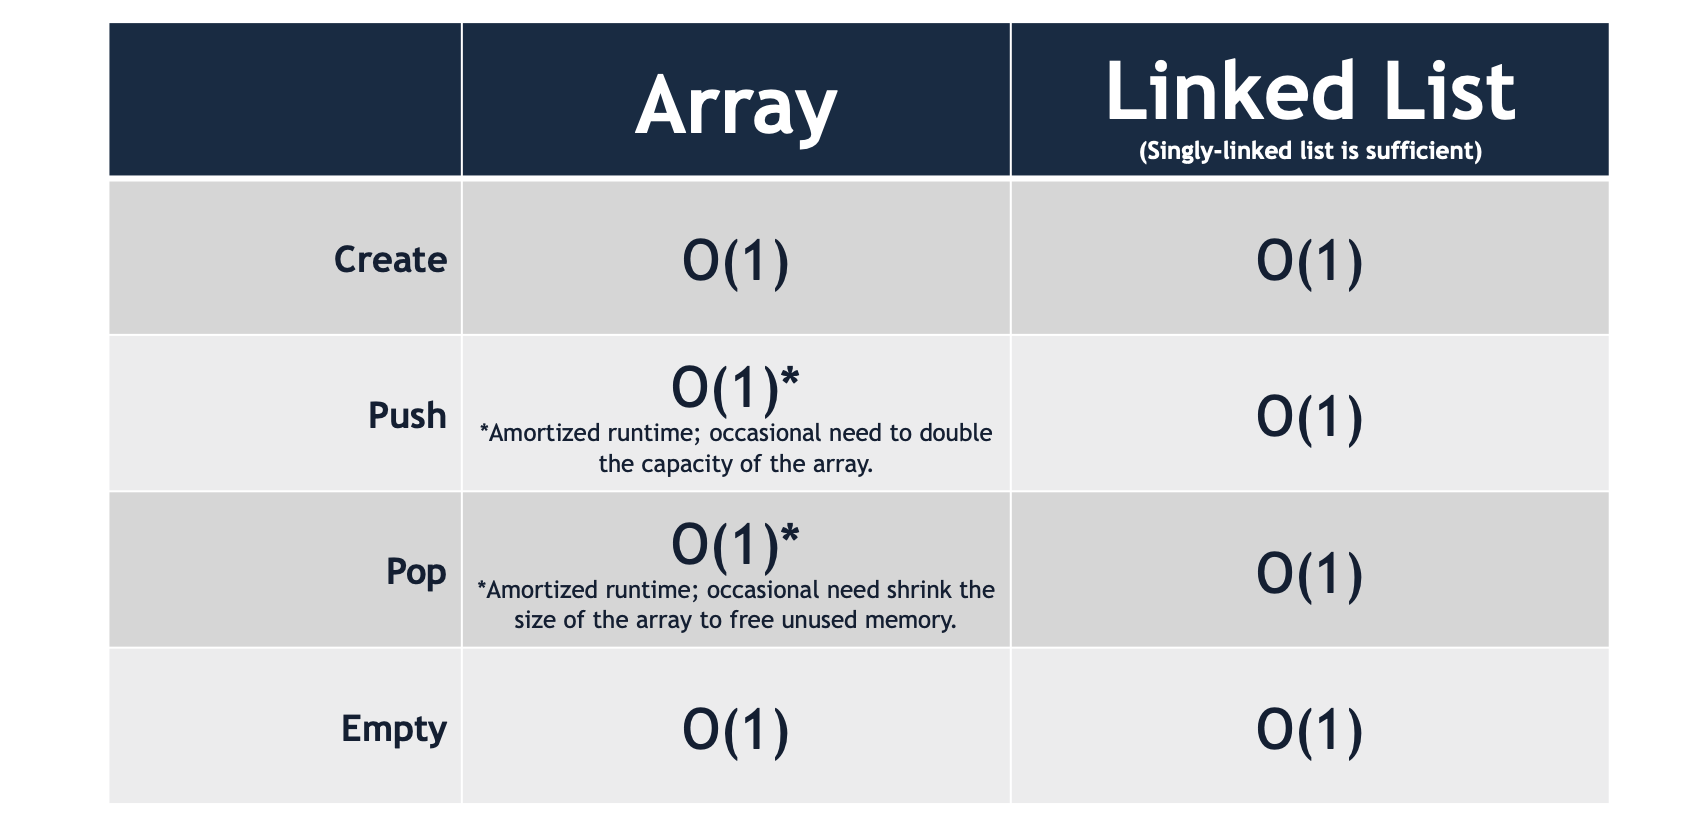 Array
Linked List
(Singly-linked list is sufficient)
Create
O(1)
O(1)
Push
O(1)*
*Amortized runtime; occasional need to double
the capacity of the array.
O(1)
Pop
O(1)*
*Amortized runtime; occasional need shrink the
size of the array to free unused memory.
O(1)
Empty
O(1)
O(1)